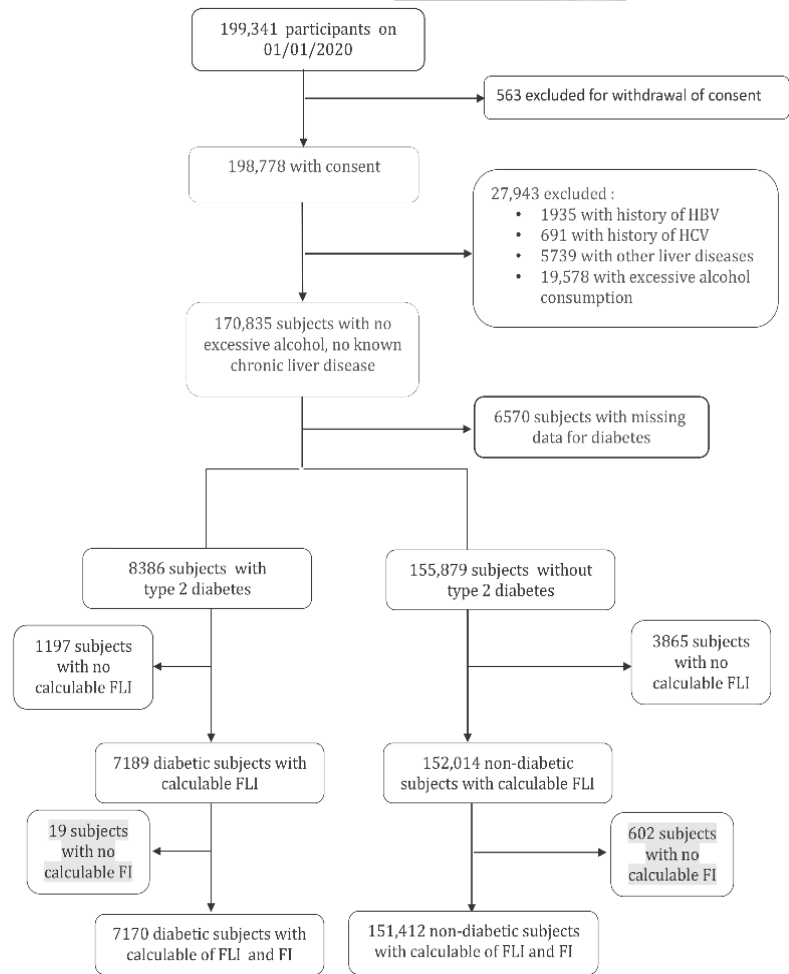 199,341 participants on
01/01/2020
563 excluded for withdrawal of consent
198,778 with consent
27,943 excluded :
• 1935 with history of HBV
• 691 with history of HCV
• 5739 with other liver diseases
• 19,578 with excessive alcohol
consumption
170,835 subjects with no
excessive alcohol, no known
chronic liver disease
6570 subjects with missing
data for diabetes
8386 subjects with
type 2 diabetes
155,879 subjects without
type 2 diabetes
1197 subjects
with no
calculable FLI
3865 subjects
with no
calculable FLI
7189 diabetic subjects with
calculable FLI
152,014 non-diabetic
subjects with calculable FLI
19 subjects
with no
calculable FI
602 subjects
with no
calculable FI
7170 diabetic subjects with
calculable of FLI and FI
151,412 non-diabetic subjects
with calculable of FLI and FI